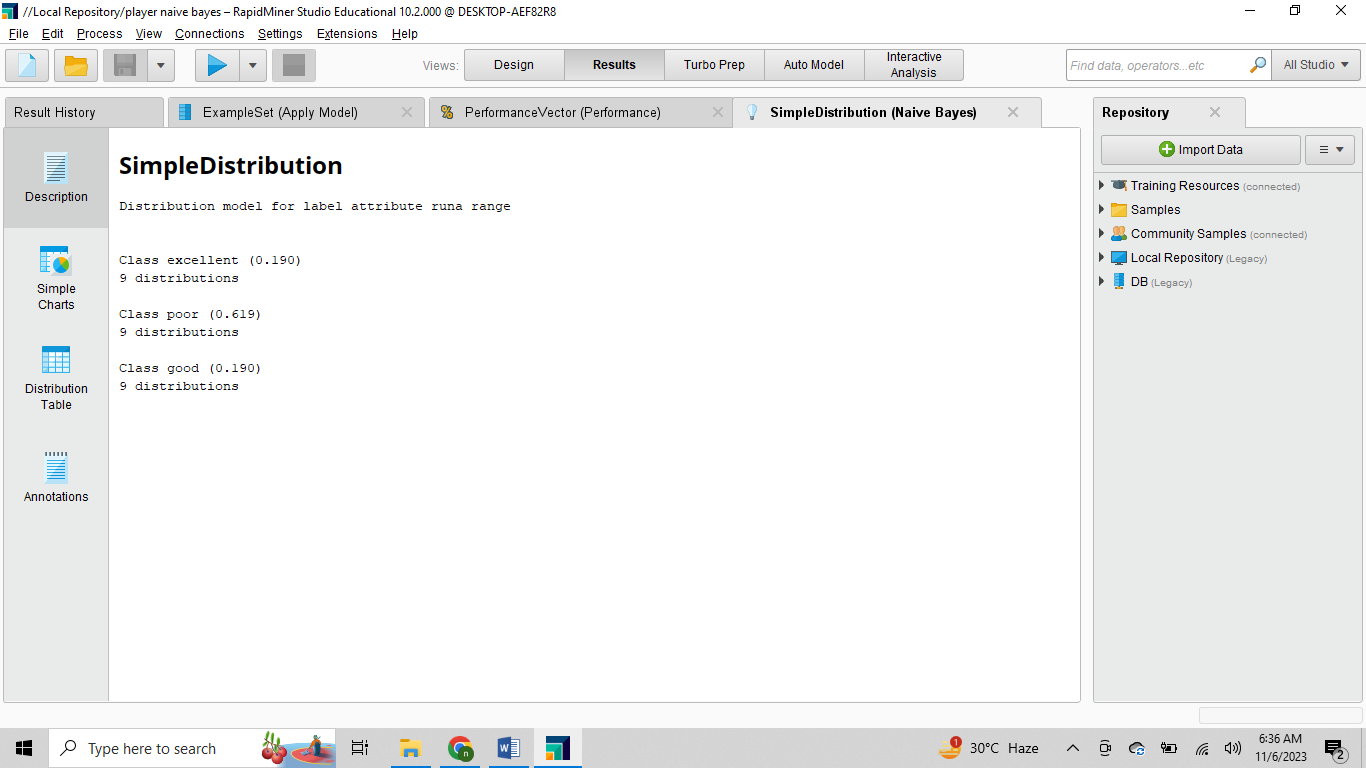 //Local Repository/player naive bayes – RapidMiner Studio Educational 10.2.000 @ DESKTOP-AEF82R8
File Edit Process View Connections Settings Extensions Help
Views: Design Results Turbo Prep Auto Model Interactive Analysis Find data, operators...etc All Studio
Result History ExampleSet (Apply Model) PerformanceVector (Performance) SimpleDistribution (Naive Bayes) Repository
Import Data
Description
Simple
Charts
Distribution
Table
Annotations
SimpleDistribution
Distribution model for label attribute runa range
Class excellent (0.190)
9 distributions
Class poor (0.619)
9 distributions
Class good (0.190)
9 distributions
Training Resources (connected)
Samples
Community Samples (connected)
Local Repository (Legacy)
DB (Legacy)
Type here to search
1
30°C Haze
6:36 AM
11/6/2023
2